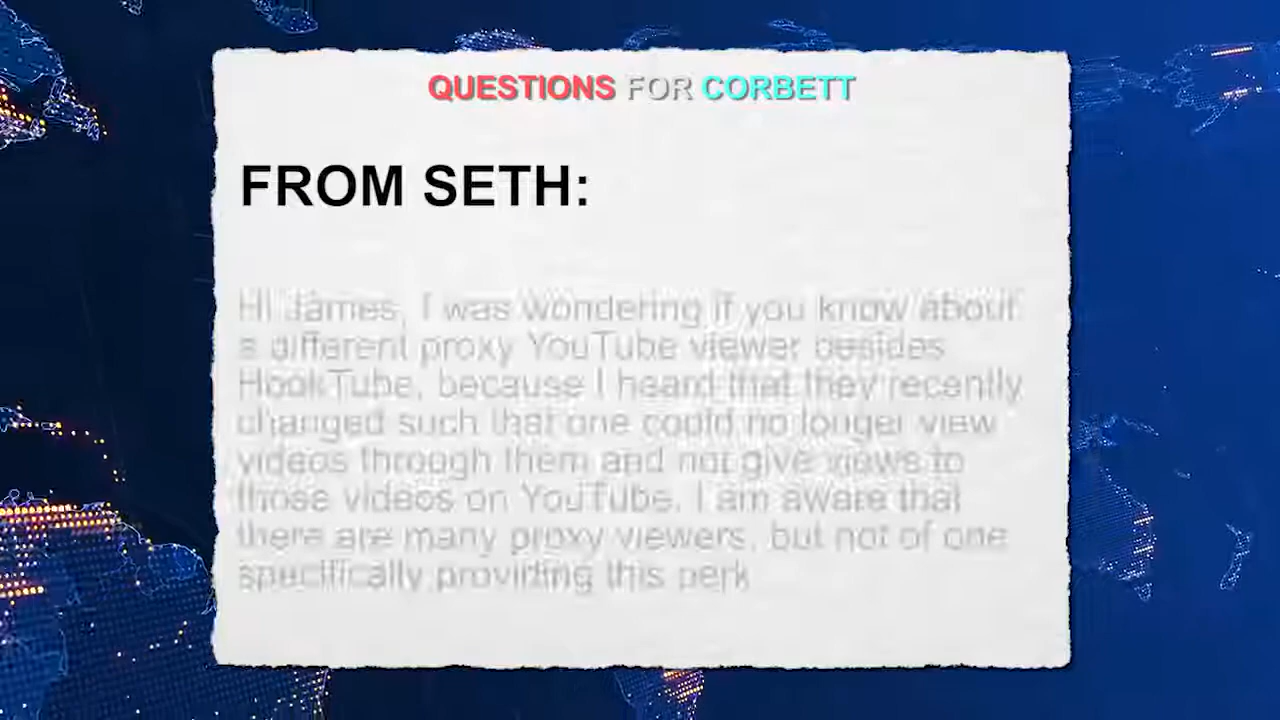 QUESTIONS FOR CORBETT
FROM SETH:
Hi James, I was wondering if you know about
a different proxy YouTube viewer besides
HookTube, because I heard that they recently
changed such that one could no longer view
videos through them and not give views to
those videos on YouTube. I am aware that
there are many proxy viewers, but not of one
specifically providing this perk